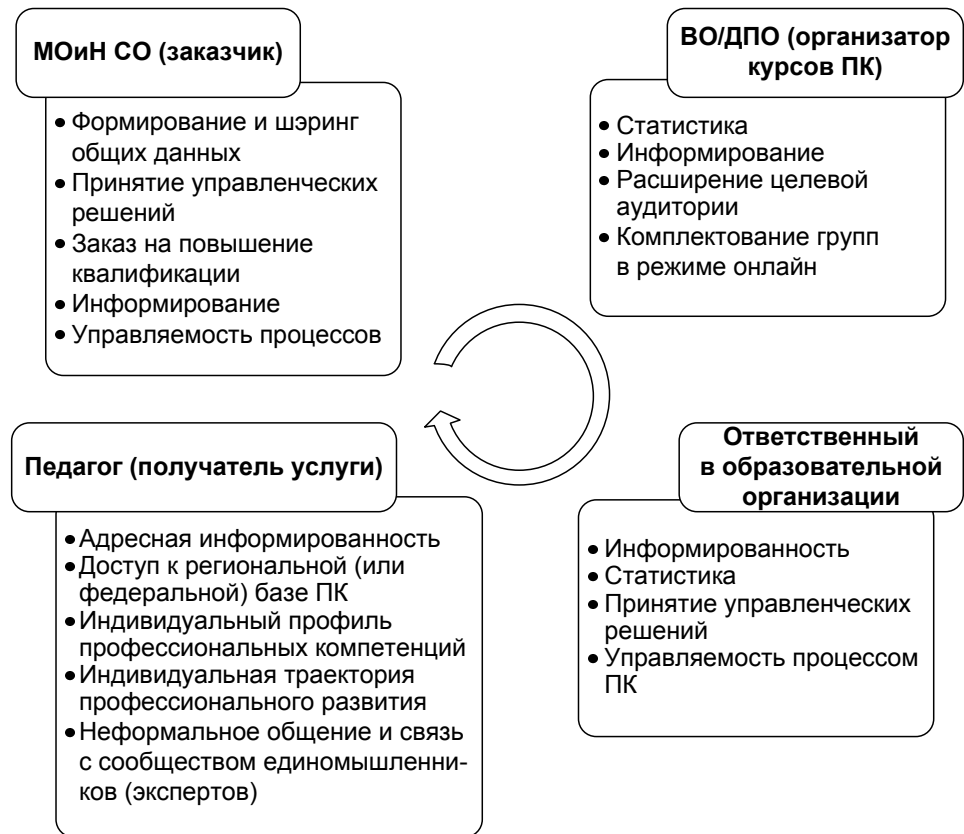 МОиН СО (заказчик)
• Формирование и шэринг
общих данных
• Принятие управленческих
решений
• Заказ на повышение
квалификации
• Информирование
• Управляемость процессов
ВО/ДПО (организатор
курсов ПК)
• Статистика
• Информирование
• Расширение целевой
аудитории
• Комплектование групп
в режиме онлайн
Педагог (получатель услуги)
• Адресная информированность
• Доступ к региональной (или
федеральной) базе ПК
• Индивидуальный профиль
профессиональных компетенций
• Индивидуальная траектория
профессионального развития
• Неформальное общение и связь
с сообществом единомышленни-
ков (экспертов)
Ответственный
в образовательной
организации
• Информированность
• Статистика
• Принятие управленческих
решений
• Управляемость процессом
ПК